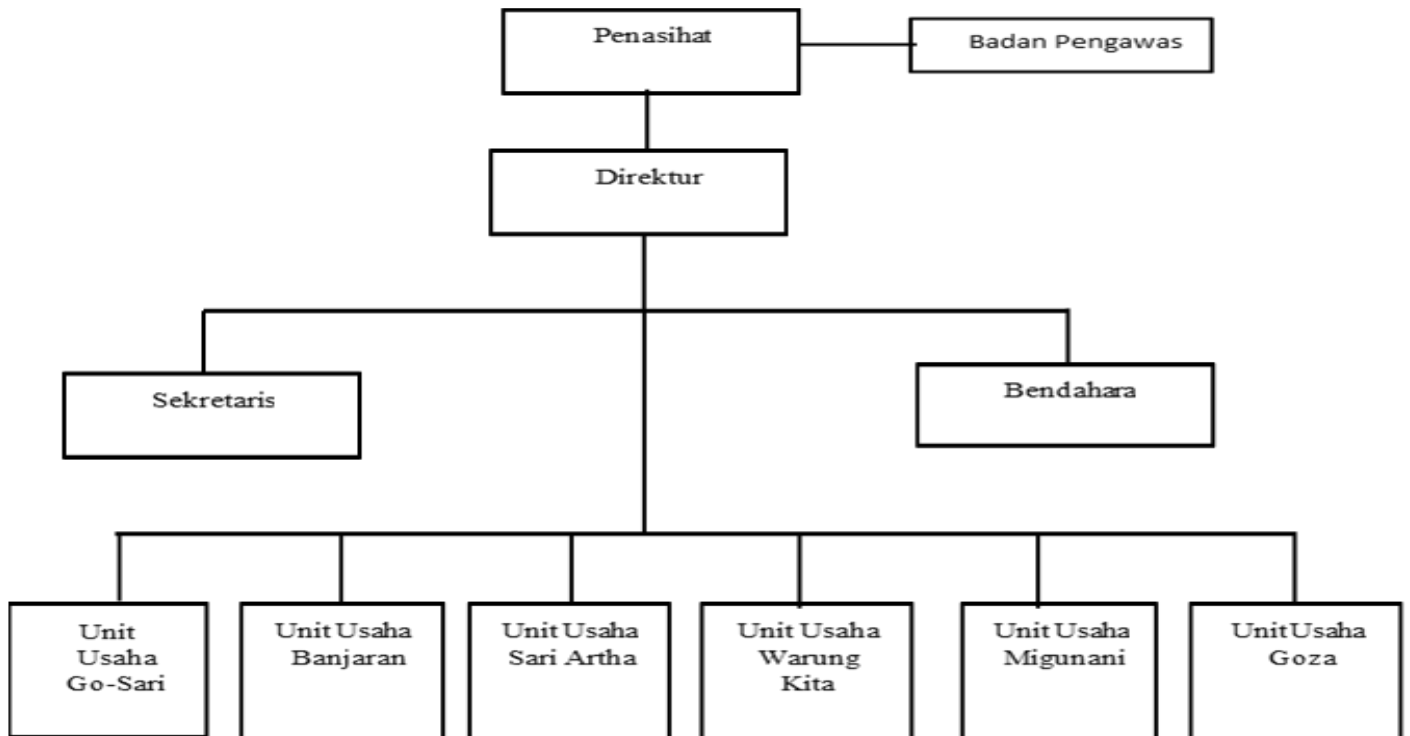 Penasihat
Badan Pengawas
Direktur
Sekretaris
Bendahara
Unit
Usaha
Go-Sari
Unit Usaha
Banjaran
Unit Usaha
Sari Artha
Unit Usaha
Warung
Kita
Unit Usaha
Migunani
Unit Usaha
Goza